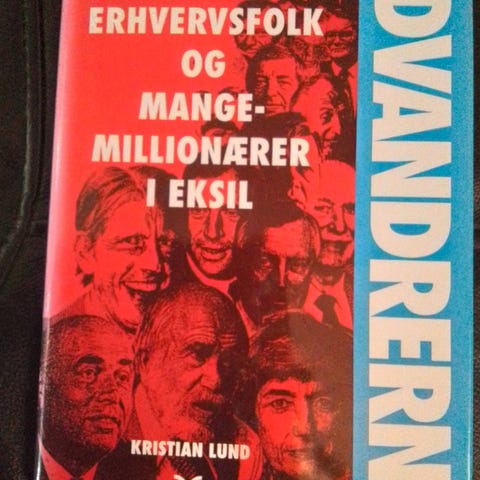 ERHVERVSFOLK
OG
MANGE-
MILLIONÆRER
I EKSIL
DVANDRERN
KRISTIAN LUND